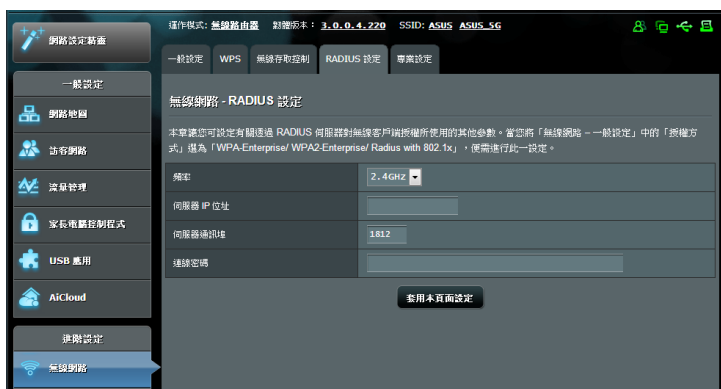 運作模式: 無線路由器 韌體版本: 3.0.0.4.220 SSID: ASUS ASUS_5G
網路設定精靈
一般設定 WPS 無線存取控制 RADIUS 設定 專業設定
一般設定
網路地圖
訪客網路
流量管理
家長電腦控制程式
USB 應用
AiCloud
進階設定
無線網路
無線網路 - RADIUS 設定
本章讓您可設定有關透過 RADIUS 伺服器對無線客戶端授權所使用的其他參數。當您將「無線網路 – 一般設定」中的「授權方
式」選為「WPA-Enterprise/ WPA2-Enterprise/ Radius with 802.1x」，便需進行此一設定。
頻率 2.4GHZ
伺服器 IP 位址
伺服器通訊埠 1812
連線密碼
套用本頁面設定